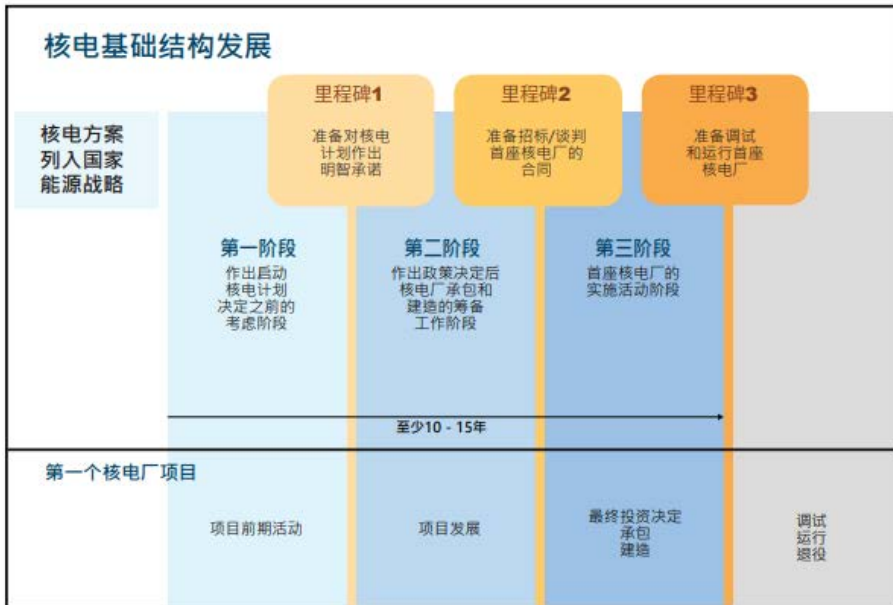 核电基础结构发展
里程碑1
准备对核电
计划作出
明智承诺
里程碑2
准备招标/谈判
首座核电厂的
合同
里程碑3
准备调试
和运行首座
核电厂
核电方案
列入国家
能源战略
第一阶段
作出启动
核电计划
决定之前的
考虑阶段
第二阶段
作出政策决定后
核电厂承包和
建造的筹备
工作阶段
第三阶段
首座核电厂的
实施活动阶段
至少10 - 15年
第一个核电厂项目
项目前期活动
项目发展
最终投资决定
承包
建造
调试
运行
退役